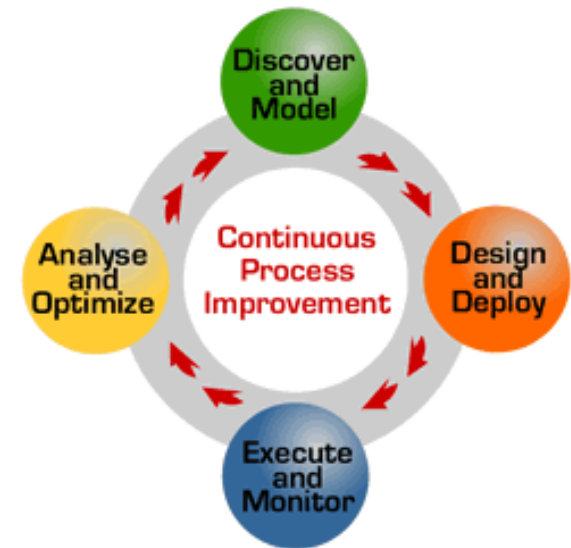 Discover
and
Model
Continuous
Process
Improvement
Design
and
Deploy
Execute
and
Monitor
Analyse
and
Optimize